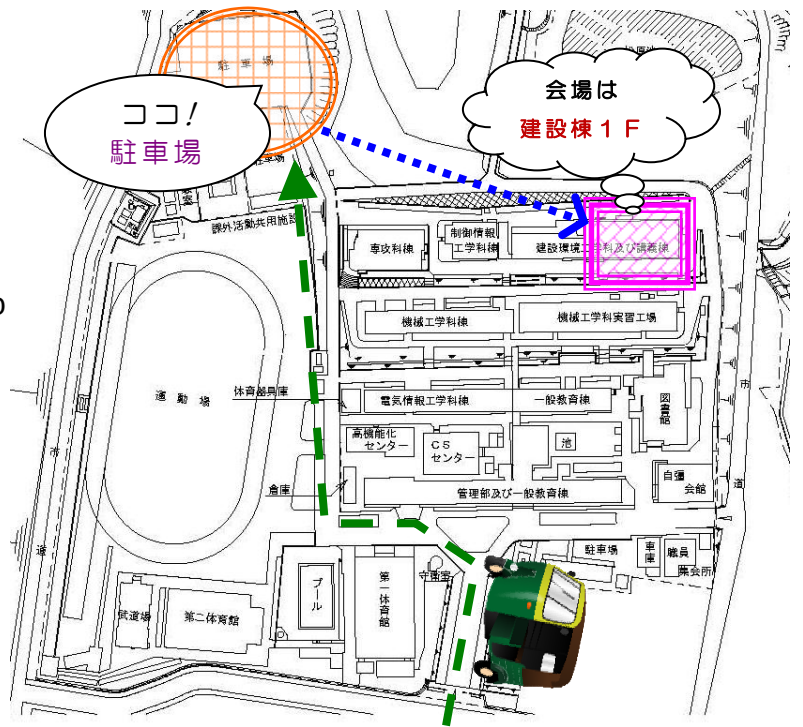 駐車場
ココ!
駐車場
会場は
建設棟１Ｆ
駐車場
課外活動共用施設
専攻科棟
制御情報
工学科棟
建設環境工学科及び講義棟
機械工学科棟
機械工学科実習工場
運動場
体育器具庫
電気情報工学科棟
一般教育棟
図書館
高機能化
センター
ＣＳ
センター
池
倉庫
管理部及び一般教育棟
自彊
会館
市道
市道
プール
第一体育館
守衛室
駐車場
車庫
職員
集会所
武道場
第二体育館